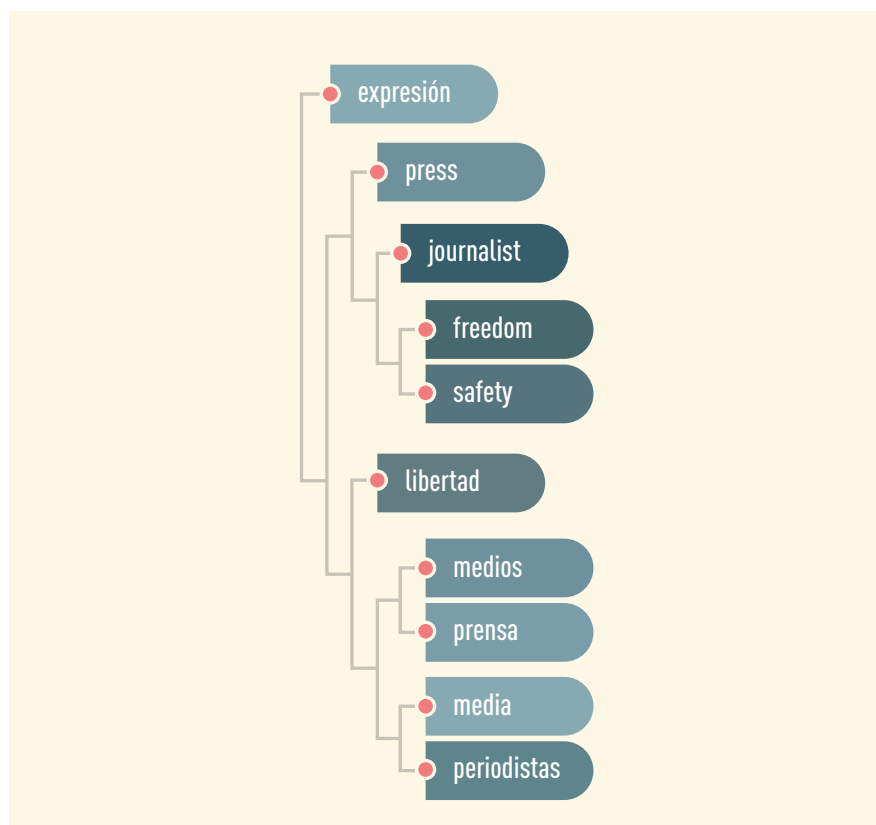 expresión
press
journalist
freedom
safety
libertad
medios
prensa
media
periodistas